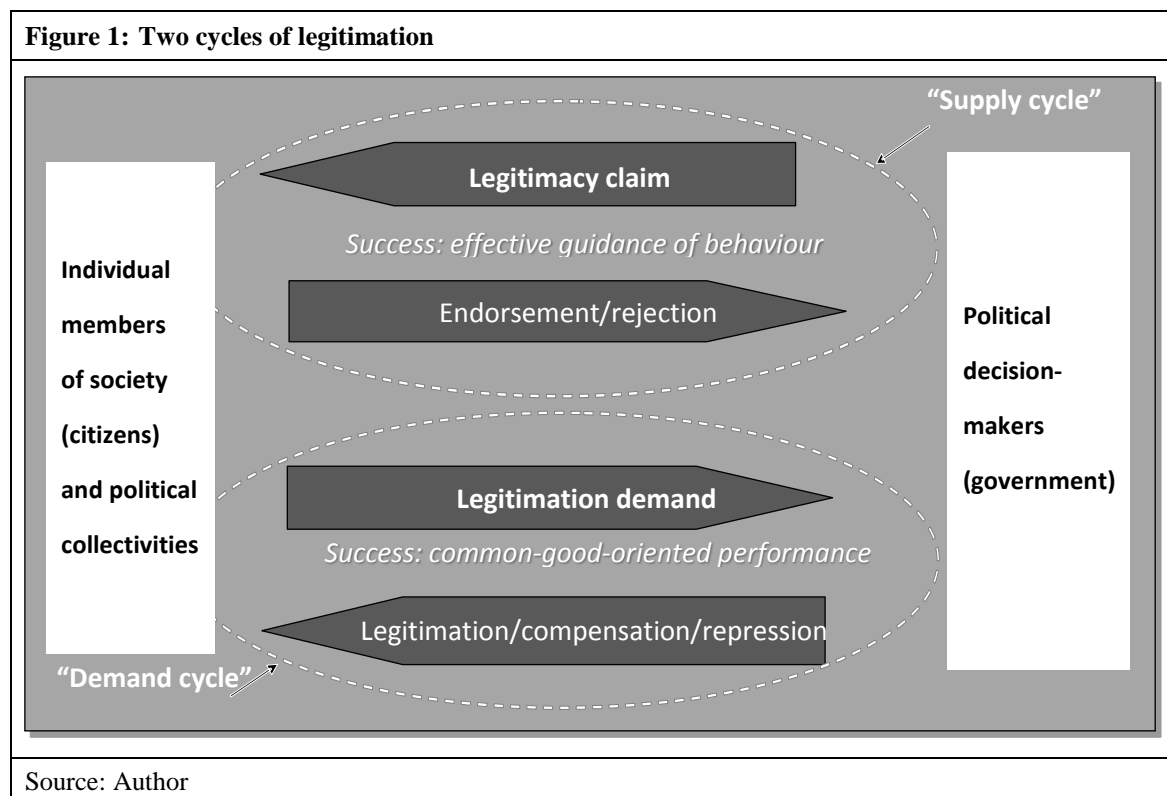 Figure 1: Two cycles of legitimation
“Supply cycle”
Legitimacy claim
Success: effective guidance of behaviour
Endorsement/rejection
Individual
members
of society
(citizens)
and political
collectivities
Political
decision-
makers
(government)
Legitimation demand
Success: common-good-oriented performance
Legitimation/compensation/repression
“Demand cycle”
Source: Author